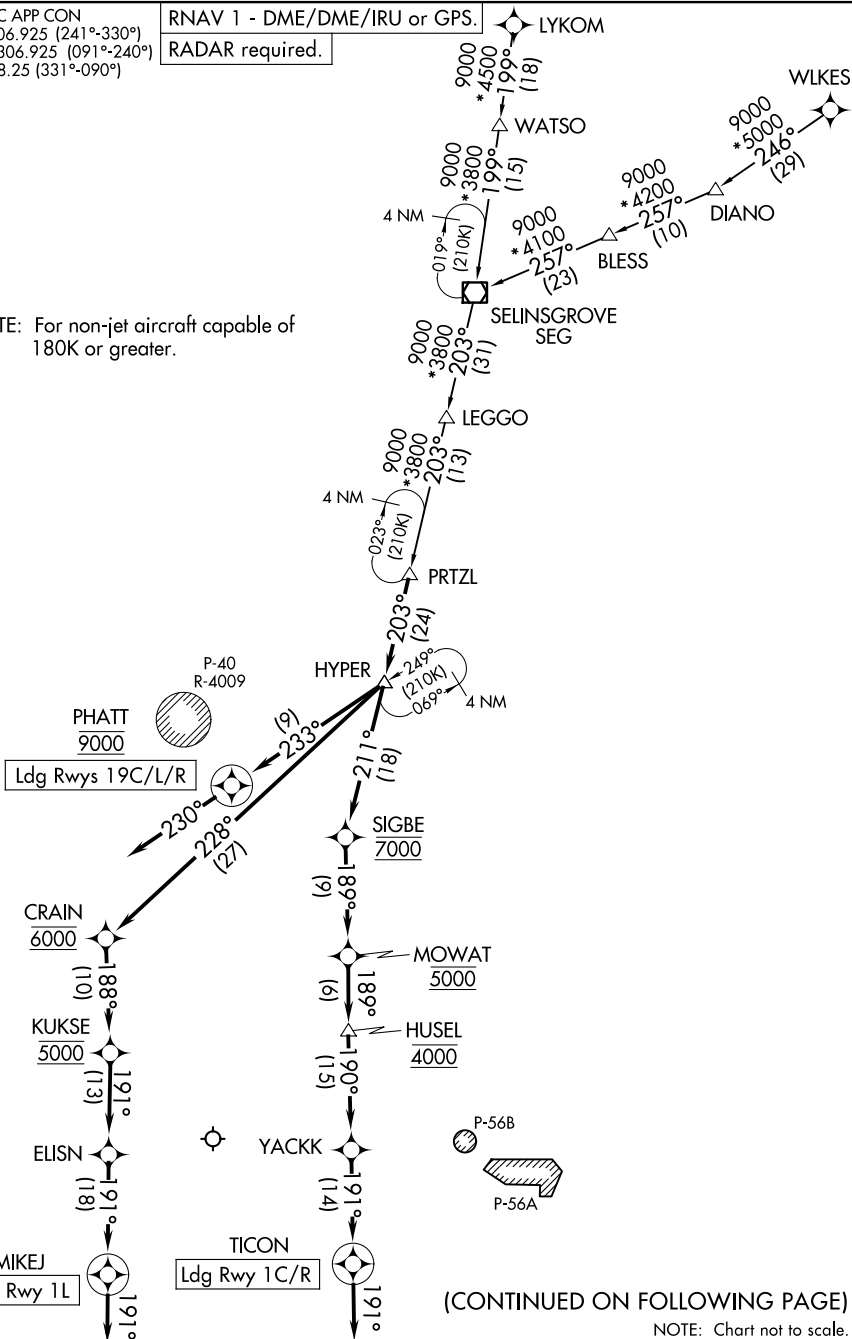 C APP CON
06.925 (241°-330°)
306.925 (091°-240°)
8.25 (331°-090°)
RNAV 1 - DME/DME/IRU or GPS.
RADAR required.
LYKOM
9000
*4500
199°
(18)
WATSO
WLKES
9000
*5000
246°
(29)
DIANO
9000
*4200
257°
(10)
BLESS
9000
*4100
257°
(23)
9000
*3800
199°
(15)
4 NM
019°
(210K)
SELINSGROVE
SEG
TE: For non-jet aircraft capable of
180K or greater.
9000
*3800
203°
(31)
LEGGO
9000
*3800
203°
(13)
4 NM
023°
(210K)
PRTZL
203°
(24)
HYPER
249°
(210K)
069°
4 NM
P-40
R-4009
PHATT
9000
Ldg Rwys 19C/L/R
(9)
233°
230°
228°
(27)
211°
(18)
SIGBE
7000
189°
(9)
CRAIN
6000
188°
(10)
MOWAT
5000
189°
(6)
KUKSE
5000
191°
(13)
HUSEL
4000
190°
(15)
ELISN
191°
(18)
YACKK
191°
(14)
P-56B
P-56A
MIKEJ
Rwy 1L
191°
TICON
Ldg Rwy 1C/R
191°
(CONTINUED ON FOLLOWING PAGE)
NOTE: Chart not to scale.